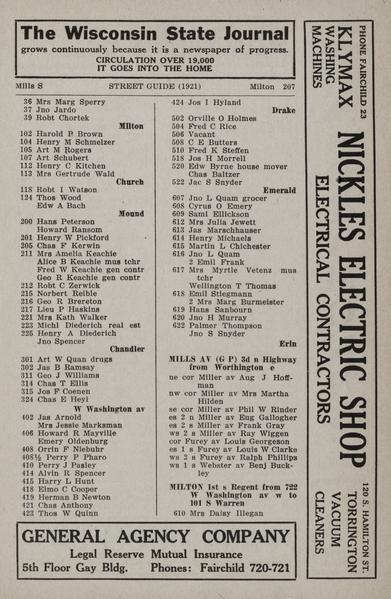 The Wisconsin State Journal
grows continuously because it is a newspaper of progress.
CIRCULATION OVER 19,000
IT GOES INTO THE HOME
Mills S STREET GUIDE (1921) Milton 207
36 Mrs Marg Sperry
37 Jno Jardo
39 Robt Chortek
Milton
102 Harold P Brown
104 Henry M Schmelzer
105 Art M Rogers
107 Art Schubert
112 Henry C Kitchen
113 Mrs Gertrude Wald
Church
118 Robt I Watson
124 Thos Wood
Edw A Bach
Mound
200 Hans Peterson
Howard Ransom
201 Henry W Pickford
205 Chas F Kerwin
211 Mrs Amelia Keachie
Alice B Keachie mus tchr
Fred W Keachie gen contr
Geo R Keachie gen contr
212 Robt C Zerwick
215 Norbert Reible
216 Geo R Brereton
217 Lieu P Haskins
221 Mrs Kath Walker
223 Michl Diederich real est
225 Henry A Diederich
Jno Spencer
Chandler
301 Art W Quan drugs
302 Jas B Ramsay
311 Geo J Williams
314 Chas T Ellis
315 Jos F Coenen
324 Chas E Heyl
W Washington av
402 Jas Arnold
Mrs Jessie Marksman
406 Howard R Mayville
Emery Oldenburg
408 Orrin F Niebuhr
408½ Perry P Pharo
410 Perry J Pasley
414 Alvin R Spencer
415 Harry L Hunt
418 Elmo C Cooper
419 Herman B Newton
421 Chas Anthony
422 Thos W Quinn
424 Jos I Hyland
Drake
502 Orville O Holmes
504 Fred C Rice
506 Vacant
508 C E Butters
510 Fred K Steffen
518 Jos H Morrell
520 Edw Byrne house mover
Chas Baltzer
522 Jac S Snyder
Emerald
607 Jno L Quam grocer
608 Cyrus O Emery
609 Saml Ellickson
612 Mrs Julia Jewett
613 Jas Marschhauser
614 Henry Michaels
615 Martin L Chichester
616 Jno L Quam
2 Emil Frank
617 Mrs Myrtle Vetenz mus
tchr
Wellington T Thomas
618 Emil Stiegmann
2 Mrs Marg Burmeister
619 Hans Sanbourn
620 Jno H Murray
622 Palmer Thompson
Jno S Snyder
Erin
MILLS AV (G P) 3d n Highway
from Worthington e
ne cor Miller av Aug J Hoff-
man
nw cor Miller av Mrs Martha
Hilden
se cor Miller av Phil W Rinder
es 2 n Miller av Eug Gallogher
es 2 s Miller av Frank Gray
ws 2 s Miller av Ray Wiggen
cor Furey av Louis Georgeson
es 1 s Furey av Louis W Clarke
ws 2 s Furey av Ralph Phillips
ws 1 s Webster av Benj Buck-
ley
MILTON 1st s Regent from 722
W Washington av w to
101 S Warren
610 Mrs Daisy Illegan
GENERAL AGENCY COMPANY
Legal Reserve Mutual Insurance
5th Floor Gay Bldg. Phones: Fairchild 720-721
PHONE FAIRCHILD 23
KLYMAX
WASHING
MACHINES
NICKLES ELECTRIC SHOP
ELECTRICAL CONTRACTORS
120 S. HAMILTON ST.
TORRINGTON
VACUUM
CLEANERS